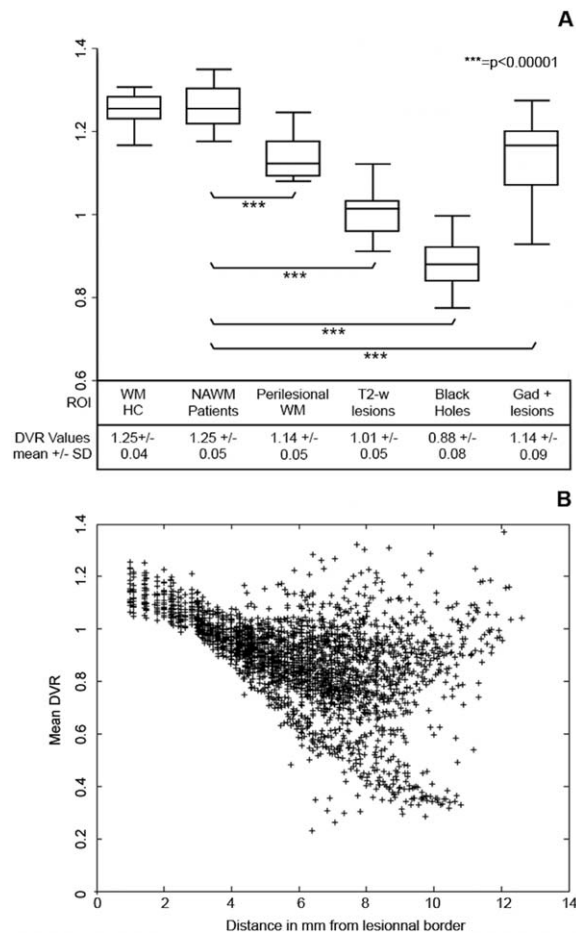 A
***=p<0.00001
1.4
1.2
1
0.8
0.6
***
***
***
***
ROI
WM HC
NAWM Patients
Perilesional WM
T2-w lesions
Black Holes
Gad + lesions
DVR Values mean +/- SD
1.25+/- 0.04
1.25 +/- 0.05
1.14 +/- 0.05
1.01 +/- 0.05
0.88 +/- 0.08
1.14 +/- 0.09
B
Mean DVR
1.4
1.2
1
0.8
0.6
0.4
0.2
0
0 2 4 6 8 10 12 14
Distance in mm from lesionnal border